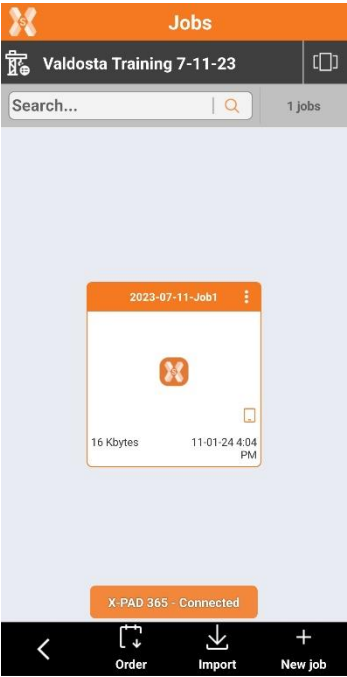 Jobs
Valdosta Training 7-11-23
Search...
1 jobs
2023-07-11-Job1
16 Kbytes
11-01-24 4:04
PM
X-PAD 365 - Connected
Order
Import
New job